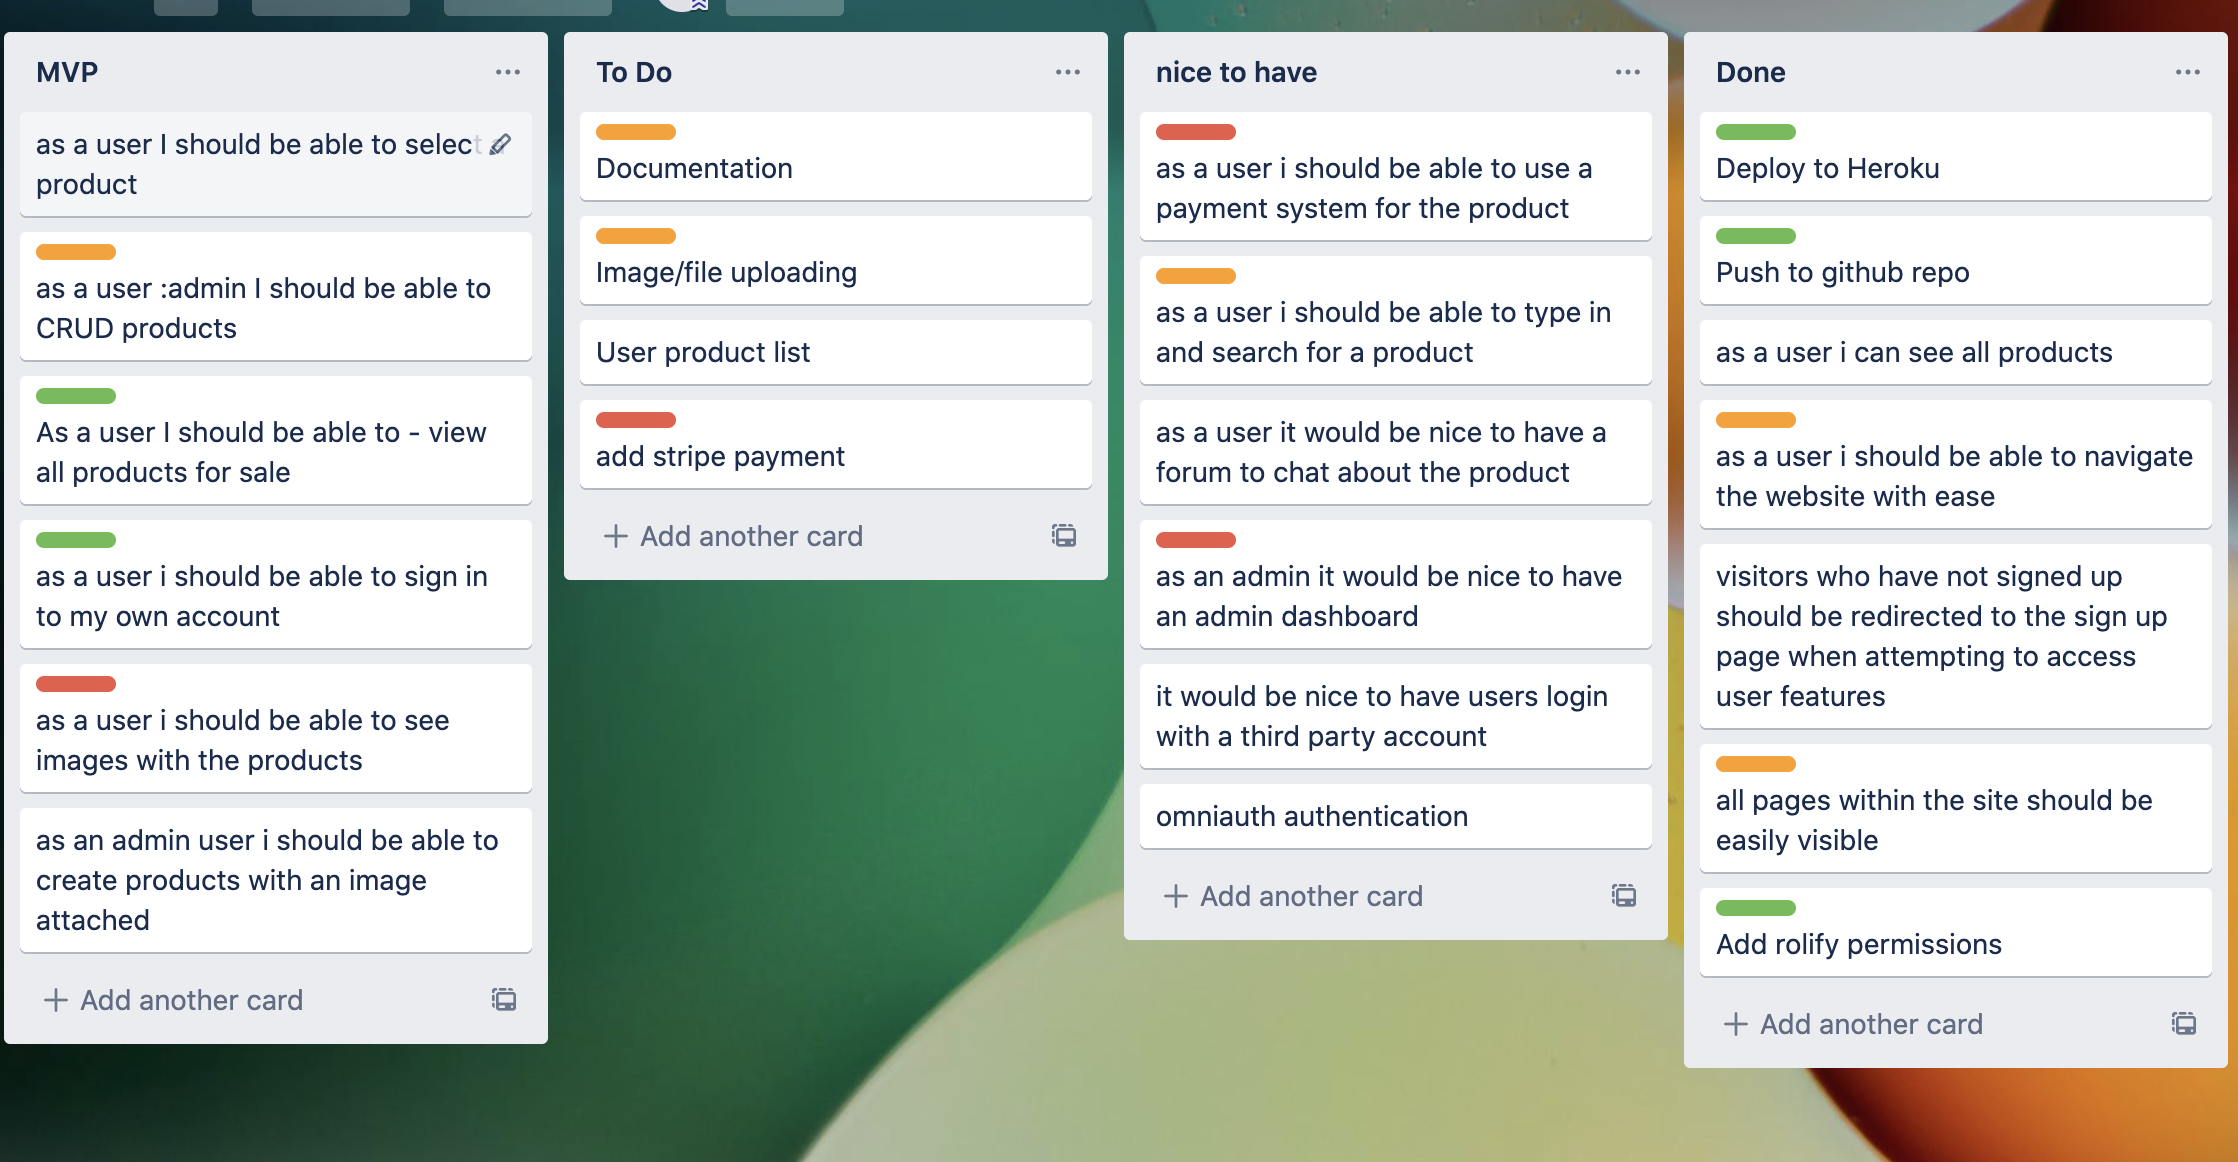 MVP
as a user I should be able to select
product
as a user :admin I should be able to
CRUD products
As a user I should be able to - view
all products for sale
as a user i should be able to sign in
to my own account
as a user i should be able to see
images with the products
as an admin user i should be able to
create products with an image
attached
Add another card
To Do
Documentation
Image/file uploading
User product list
add stripe payment
Add another card
nice to have
as a user i should be able to use a
payment system for the product
as a user i should be able to type in
and search for a product
as a user it would be nice to have a
forum to chat about the product
as an admin it would be nice to have
an admin dashboard
it would be nice to have users login
with a third party account
omniauth authentication
Add another card
Done
Deploy to Heroku
Push to github repo
as a user i can see all products
as a user i should be able to navigate
the website with ease
visitors who have not signed up
should be redirected to the sign up
page when attempting to access
user features
all pages within the site should be
easily visible
Add rolify permissions
Add another card